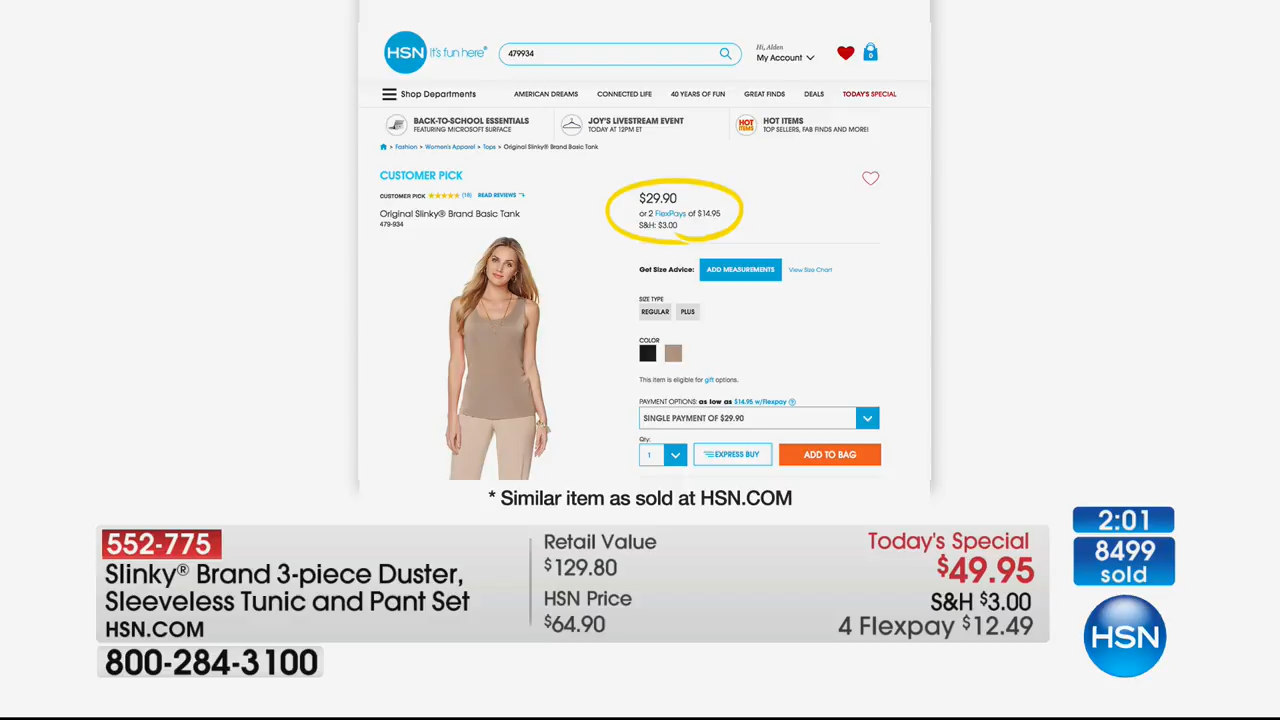 HSN It's fun here®
479934
Hi, Alden
My Account
0
Shop Departments
AMERICAN DREAMS
CONNECTED LIFE
40 YEARS OF FUN
GREAT FINDS
DEALS
TODAY'S SPECIAL
BACK-TO-SCHOOL ESSENTIALS
FEATURING MICROSOFT SURFACE
JOY'S LIVESTREAM EVENT
TODAY AT 12PM ET
HOT ITEMS
HOT ITEMS
TOP SELLERS, FAB FINDS AND MORE!
> Fashion > Women's Apparel > Tops > Original Slinky® Brand Basic Tank
CUSTOMER PICK
CUSTOMER PICK (18) READ REVIEWS
Original Slinky® Brand Basic Tank
479-934
$29.90
or 2 FlexPays of $14.95
S&H: $3.00
Get Size Advice: ADD MEASUREMENTS View Size Chart
SIZE TYPE
REGULAR PLUS
COLOR
This item is eligible for gift options.
PAYMENT OPTIONS: as low as $14.95 w/Flexpay ?
SINGLE PAYMENT OF $29.90
Qty:
1 EXPRESS BUY ADD TO BAG
* Similar item as sold at HSN.COM
552-775
Slinky® Brand 3-piece Duster,
Sleeveless Tunic and Pant Set
HSN.COM
800-284-3100
Retail Value
$129.80
HSN Price
$64.90
Today's Special
$49.95
S&H $3.00
4 Flexpay $12.49
2:01
8499
sold
HSN